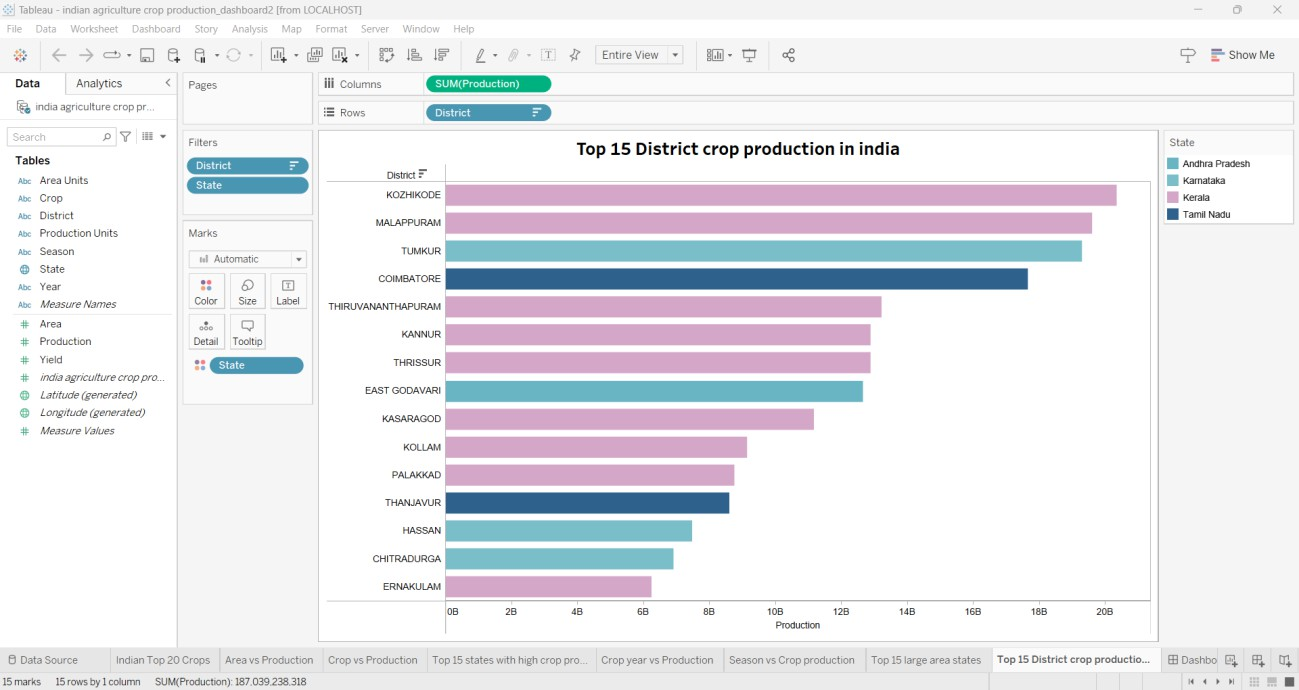 Tableau - indian agriculture crop production_dashboard2 [from LOCALHOST]
File Data Worksheet Dashboard Story Analysis Map Format Server Window Help
Entire View
Show Me
Data Analytics
india agriculture crop pr...
Search
Tables
Abc Area Units
Abc Crop
Abc District
Abc Production Units
Abc Season
State
Abc Year
Abc Measure Names
Area
Production
Yield
india agriculture crop pro...
Latitude (generated)
Longitude (generated)
Measure Values
Pages
Filters
District
State
Marks
Automatic
Color Size Label
Detail Tooltip
State
Columns SUM(Production)
Rows District
Top 15 District crop production in india
District
KOZHIKODE
MALAPPURAM
TUMKUR
COIMBATORE
THIRUVANANTHAPURAM
KANNUR
THRISSUR
EAST GODAVARI
KASARAGOD
KOLLAM
PALAKKAD
THANJAVUR
HASSAN
CHITRADURGA
ERNAKULAM
0B 2B 4B 6B 8B 10B 12B 14B 16B 18B 20B
Production
State
Andhra Pradesh
Karnataka
Kerala
Tamil Nadu
Data Source Indian Top 20 Crops Area vs Production Crop vs Production Top 15 states with high crop pro... Crop year vs Production Season vs Crop production Top 15 large area states Top 15 District crop productio... Dashbo
15 marks 15 rows by 1 column SUM(Production): 187,039,238,318